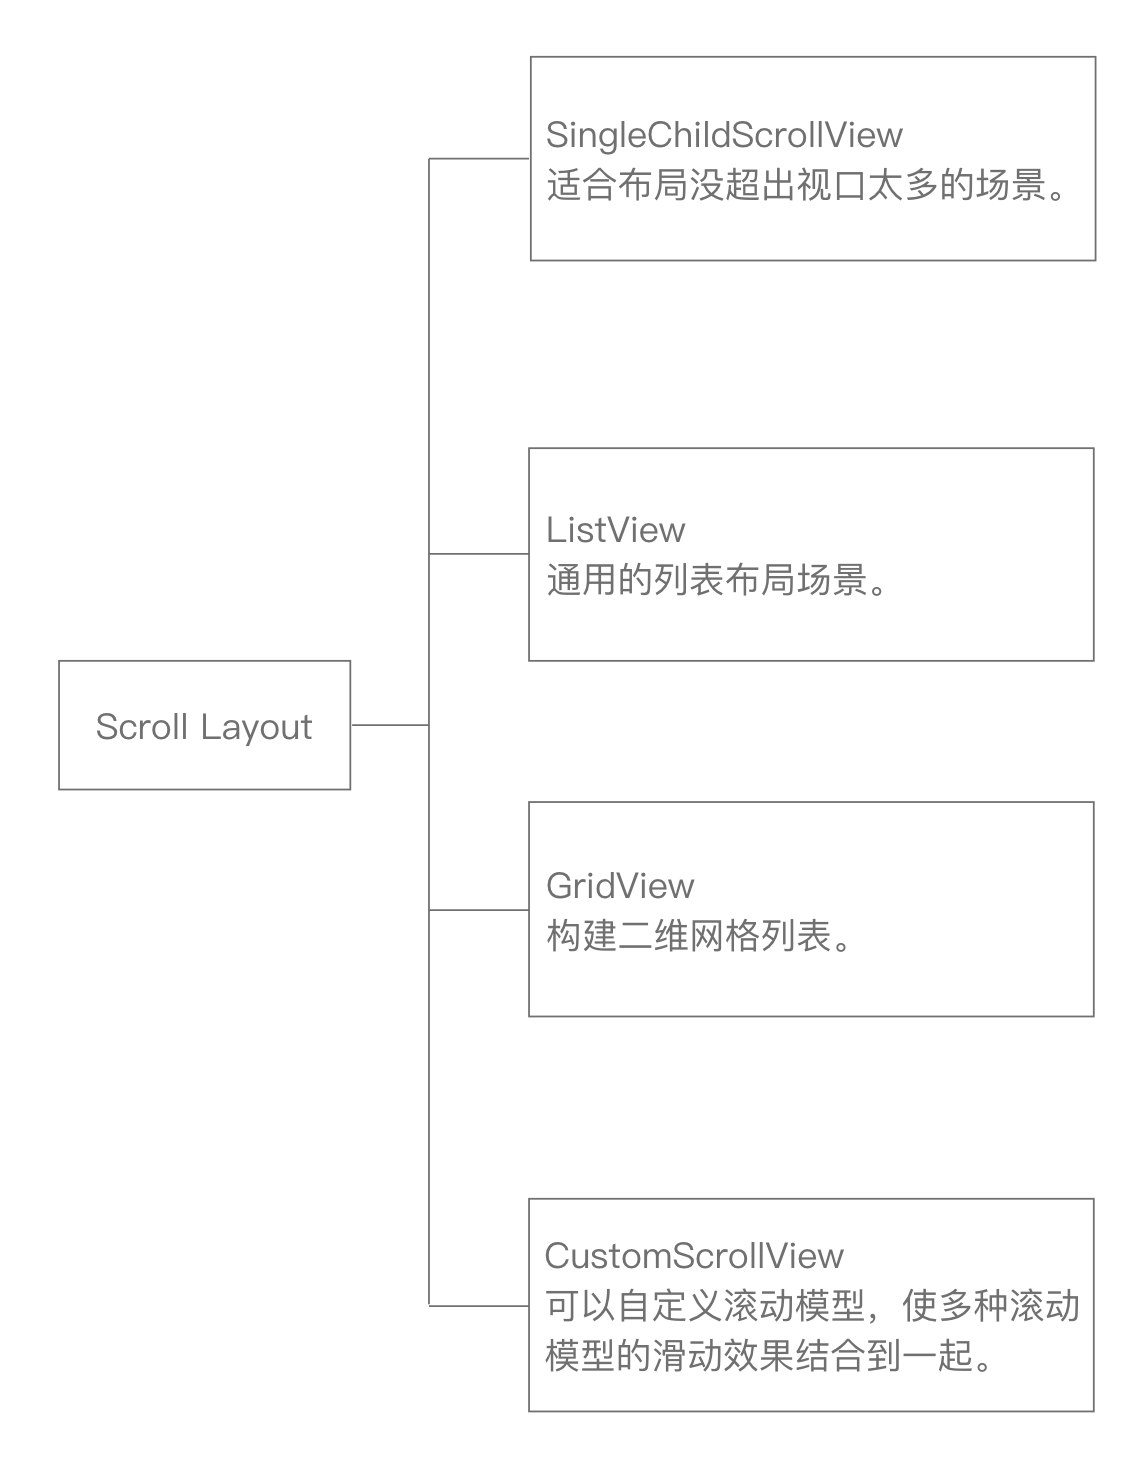 SingleChildScrollView
适合布局没超出视口太多的场景。
ListView
通用的列表布局场景。
Scroll Layout
GridView
构建二维网格列表。
CustomScrollView
可以自定义滚动模型，使多种滚动
模型的滑动效果结合到一起。